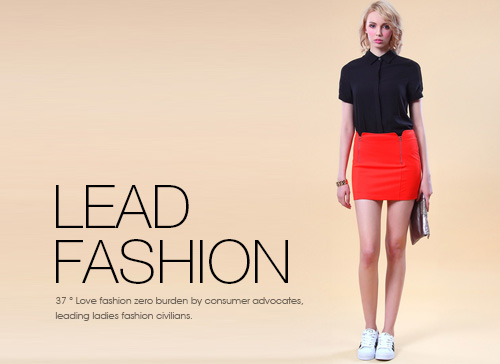 LEAD
FASHION
37 ° Love fashion zero burden by consumer advocates,
leading ladies fashion civilians.